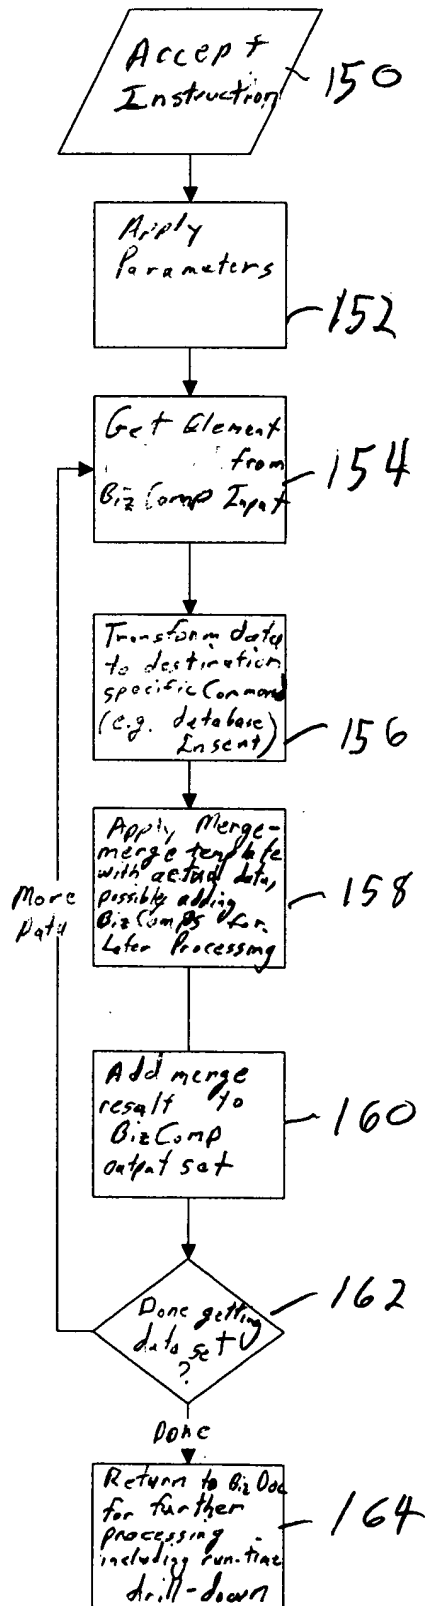 Accept
Instruction
150
Apply
Parameters
152
Get Element
from
BizComp Input
154
Transform data
to destination
specific Command
(e.g. database
Insert)
156
Apply Merge-
merge template
with actual data,
possibly adding
BizComps for
Later Processing
158
More
Data
Add merge
result to
BizComp
output set
160
Done getting
data set
?
162
Done
Return to BizDoc
for further
processing
including run-time
drill-down
164